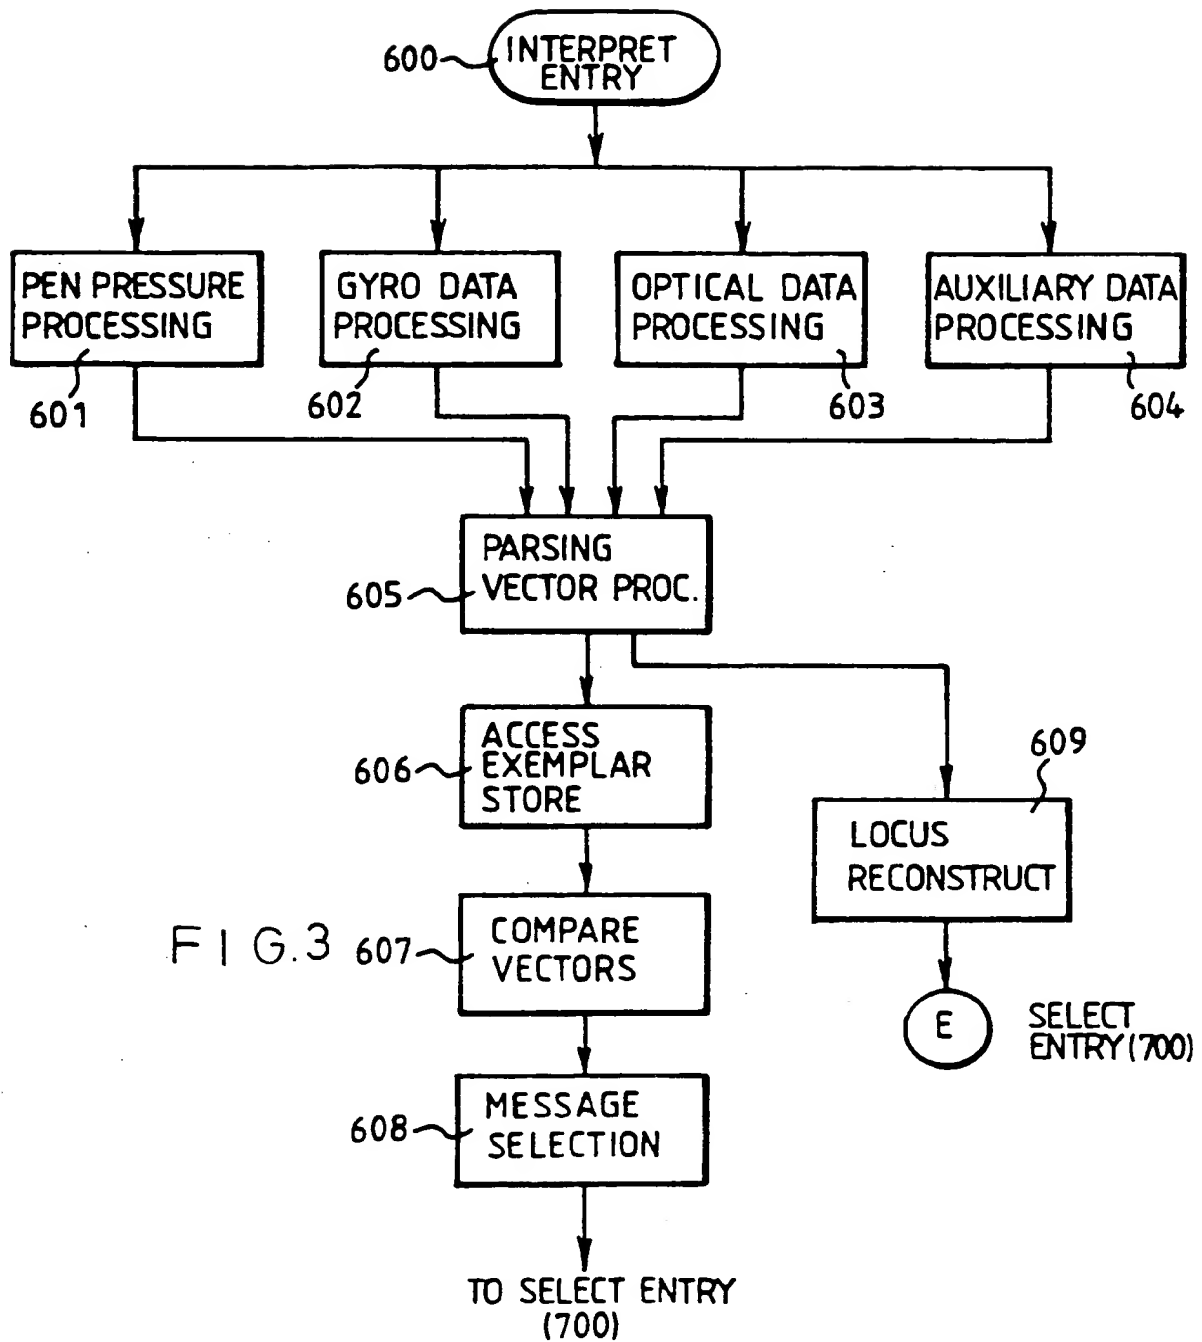 600
INTERPRET
ENTRY
PEN PRESSURE
PROCESSING
601
GYRO DATA
PROCESSING
602
OPTICAL DATA
PROCESSING
603
AUXILIARY DATA
PROCESSING
604
PARSING
VECTOR PROC.
605
ACCESS
EXEMPLAR
STORE
606
609
LOCUS
RECONSTRUCT
FIG.3
607
COMPARE
VECTORS
E
SELECT
ENTRY (700)
608
MESSAGE
SELECTION
TO SELECT ENTRY
(700)